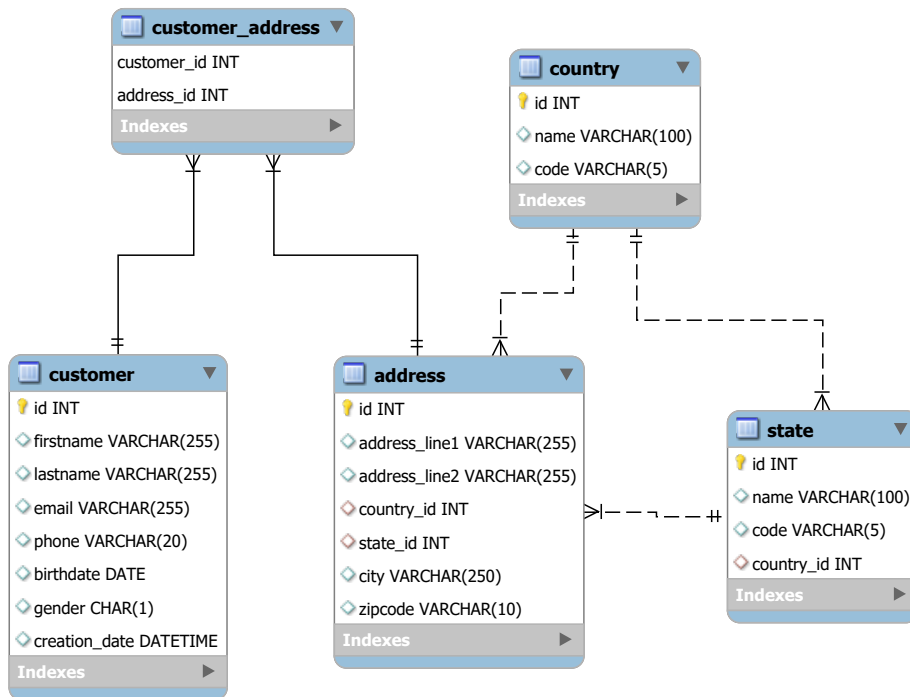 customer_address
customer_id INT
address_id INT
Indexes
country
id INT
name VARCHAR(100)
code VARCHAR(5)
Indexes
customer
id INT
firstname VARCHAR(255)
lastname VARCHAR(255)
email VARCHAR(255)
phone VARCHAR(20)
birthdate DATE
gender CHAR(1)
creation_date DATETIME
Indexes
address
id INT
address_line1 VARCHAR(255)
address_line2 VARCHAR(255)
country_id INT
state_id INT
city VARCHAR(250)
zipcode VARCHAR(10)
Indexes
state
id INT
name VARCHAR(100)
code VARCHAR(5)
country_id INT
Indexes